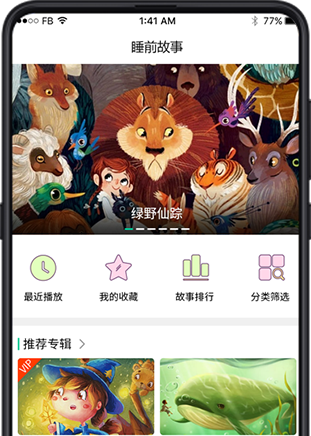 FB 1:41 AM 77%
睡前故事
绿野仙踪
最近播放 我的收藏 故事排行 分类筛选
推荐专辑
VIP